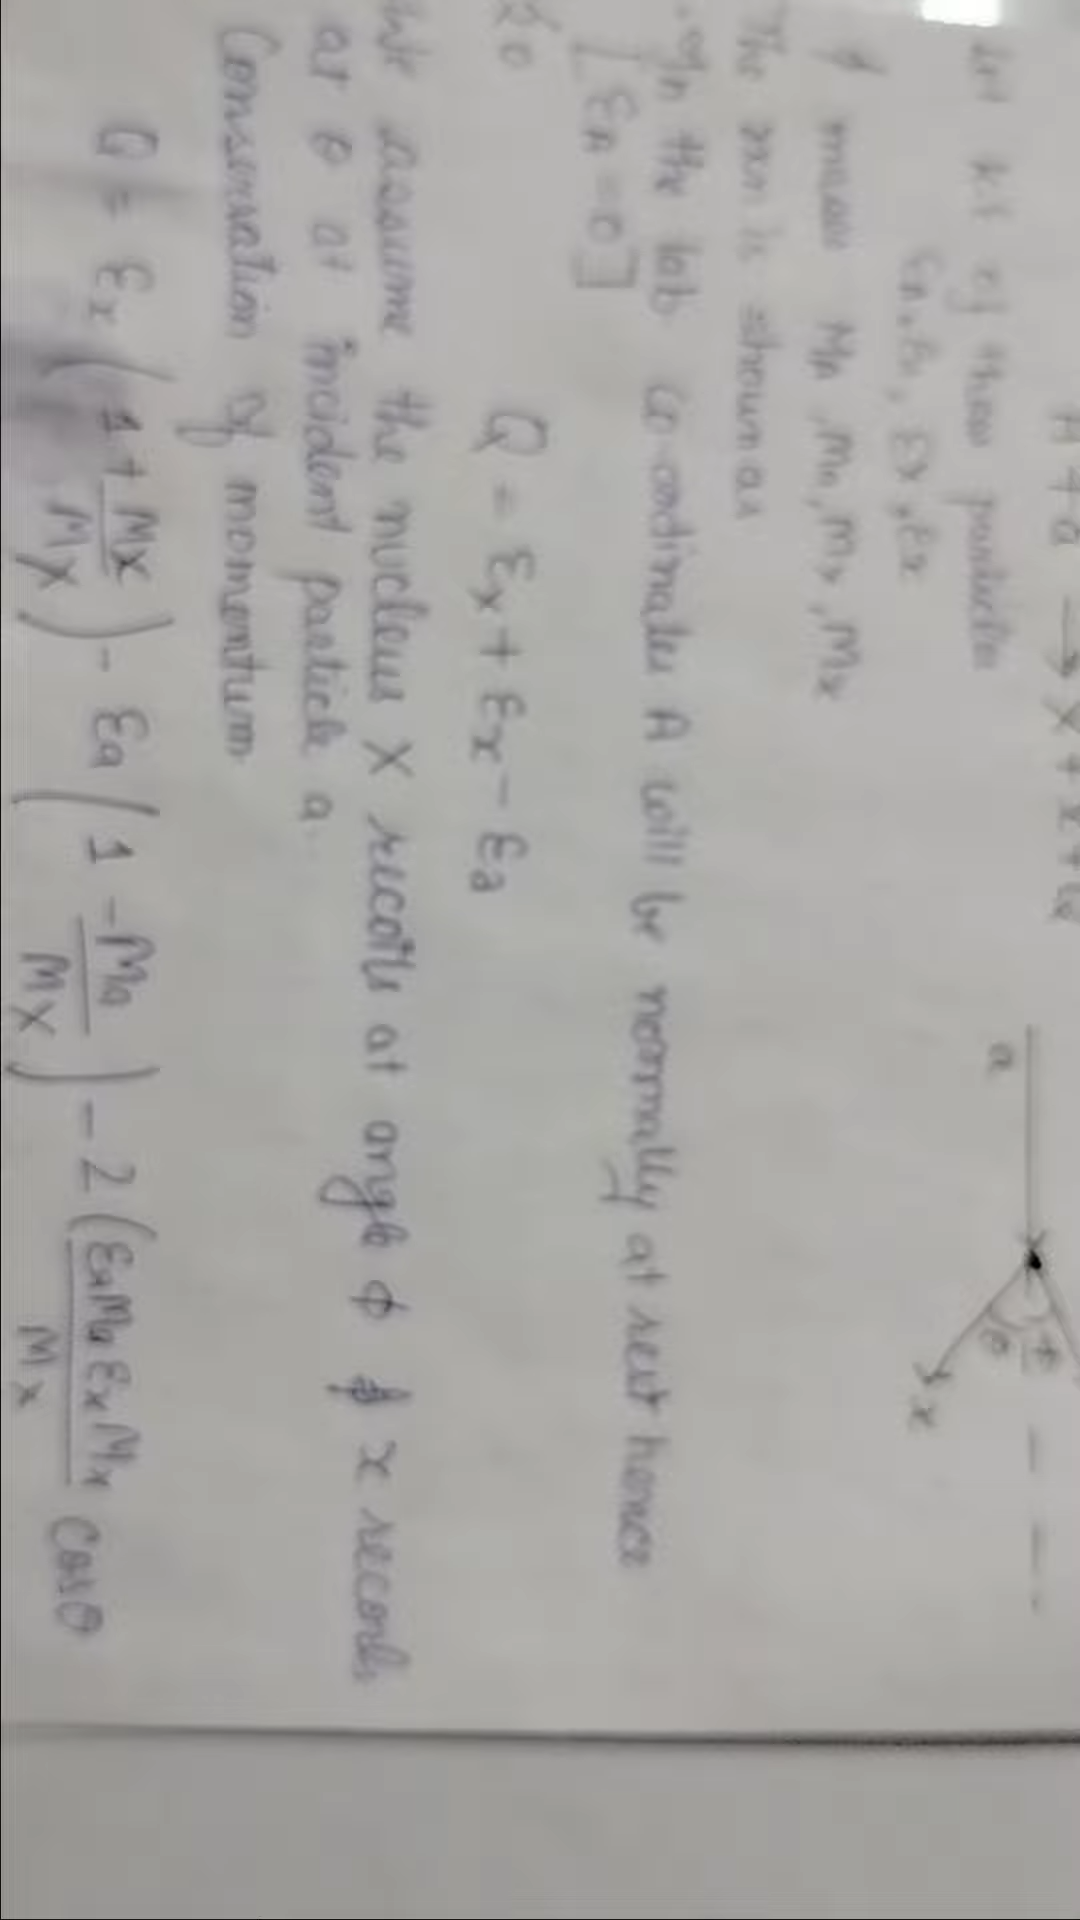 A + a → X + x + Q
Let K.E of these particles
EA, Ea, EX, Ex
& mass MA, Ma, MX, Mx
The rxn is shown as
a
θ
x
In the lab co-ordinates A will be normally at rest hence
[EA = 0]
Q = Ex + Ex - Ea
We assume the nucleus X recoils at angle ϕ & x records
at θ at incident particle a.
Conservation of momentum
Q = Ex (1 + Mx/MX) - Ea (1 - Ma/MX) - 2 (EaMa ExMx/Mx cosθ